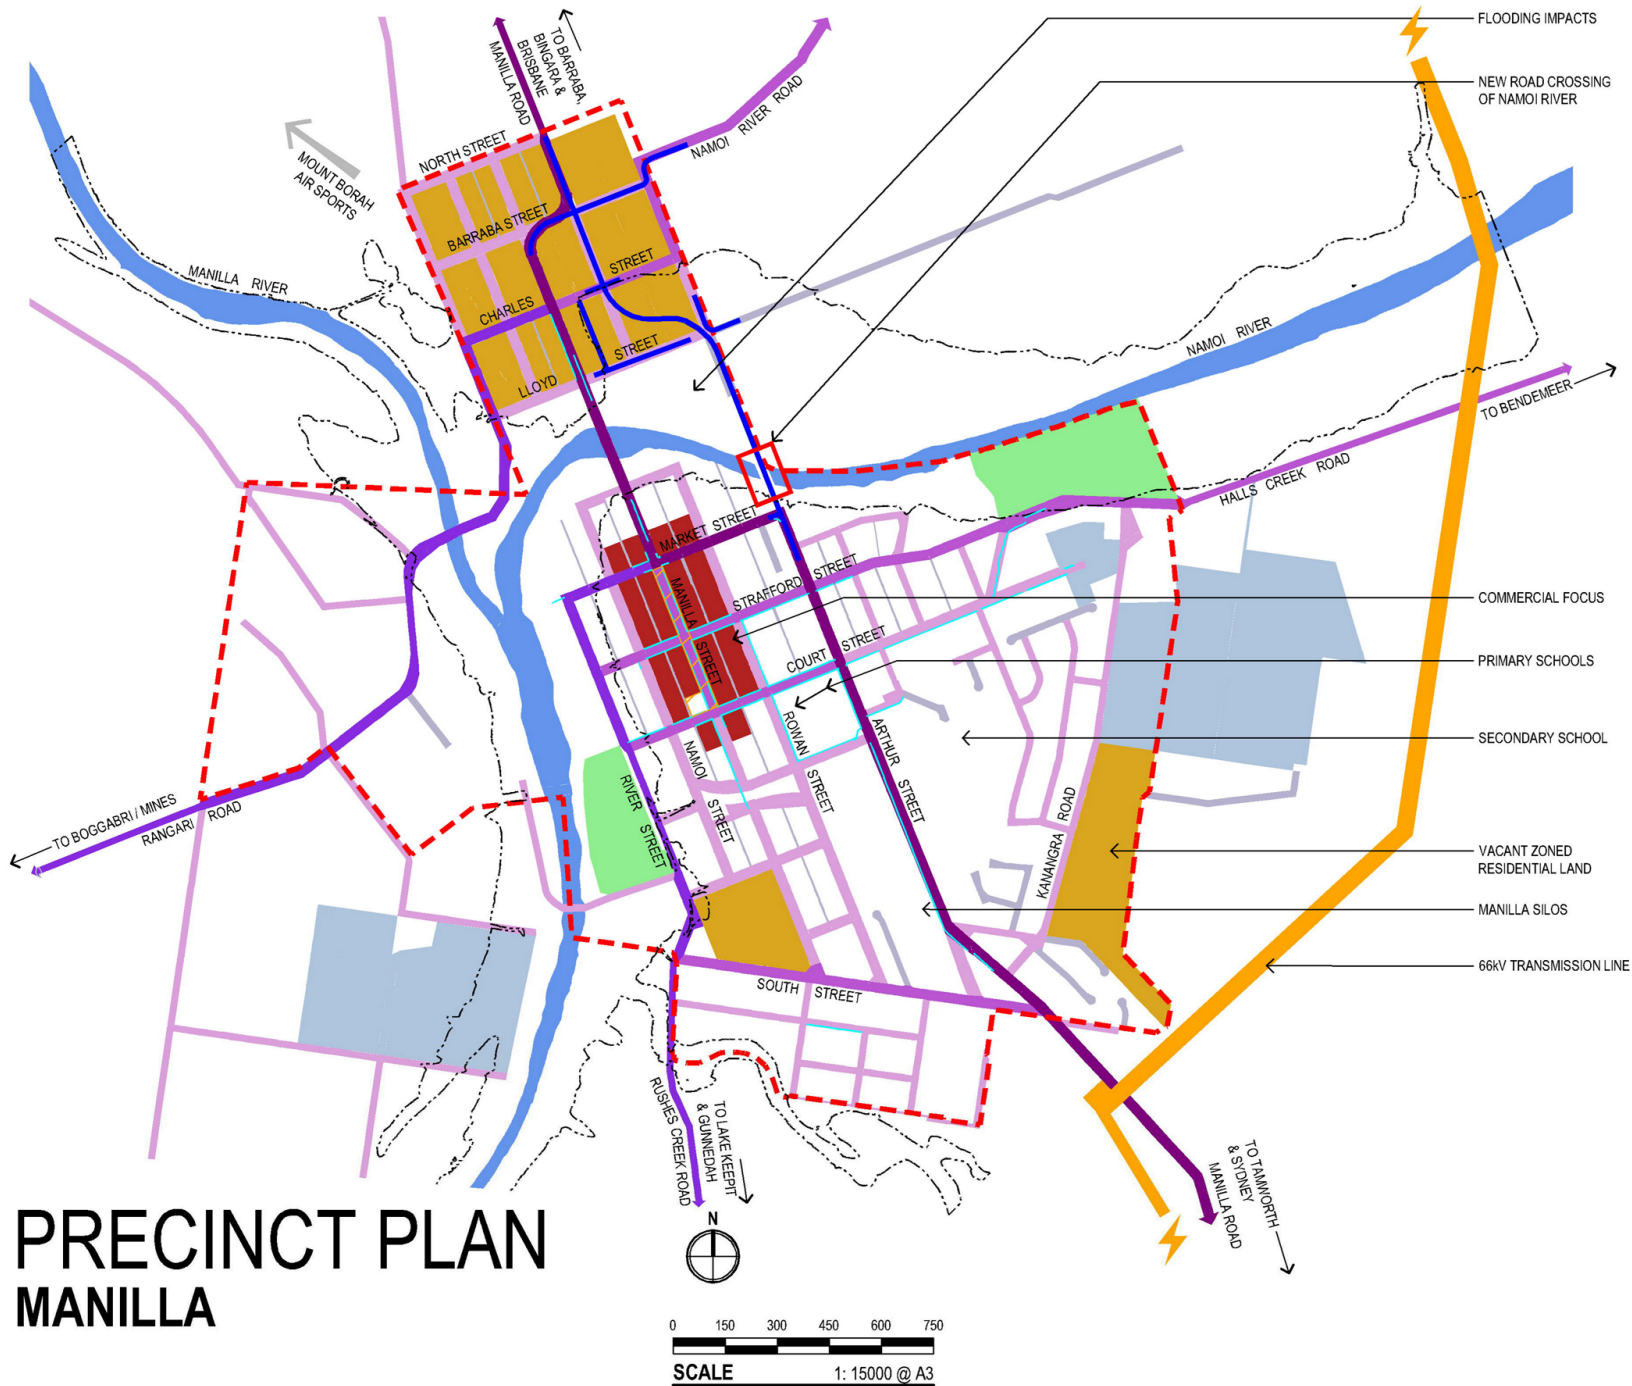 FLOODING IMPACTS
NEW ROAD CROSSING
OF NAMOI RIVER
TO BARRABA,
BINGARA &
BRISBANE
MANILLA ROAD
NAMOI RIVER ROAD
NORTH STREET
MOUNT BORAH
AIR SPORTS
BARRABA STREET
MANILLA RIVER
CHARLES STREET
LLOYD STREET
NAMOI RIVER
TO BENDEMEER
HALLS CREEK ROAD
MARKET STREET
STRAFFORD STREET
MANILLA STREET
COURT STREET
COMMERCIAL FOCUS
PRIMARY SCHOOLS
SECONDARY SCHOOL
ROWAN STREET
ARTHUR STREET
NAMOI STREET
RIVER STREET
KANANGRA ROAD
TO BOGGABRI / MINES
RANGARI ROAD
VACANT ZONED
RESIDENTIAL LAND
MANILLA SILOS
66kV TRANSMISSION LINE
SOUTH STREET
RUSHES CREEK ROAD
TO LAKE KEEPIT
& GUNNEDAH
TO TAMWORTH
& SYDNEY
MANILLA ROAD
PRECINCT PLAN
MANILLA
N
0 150 300 450 600 750
SCALE 1: 15000 @ A3